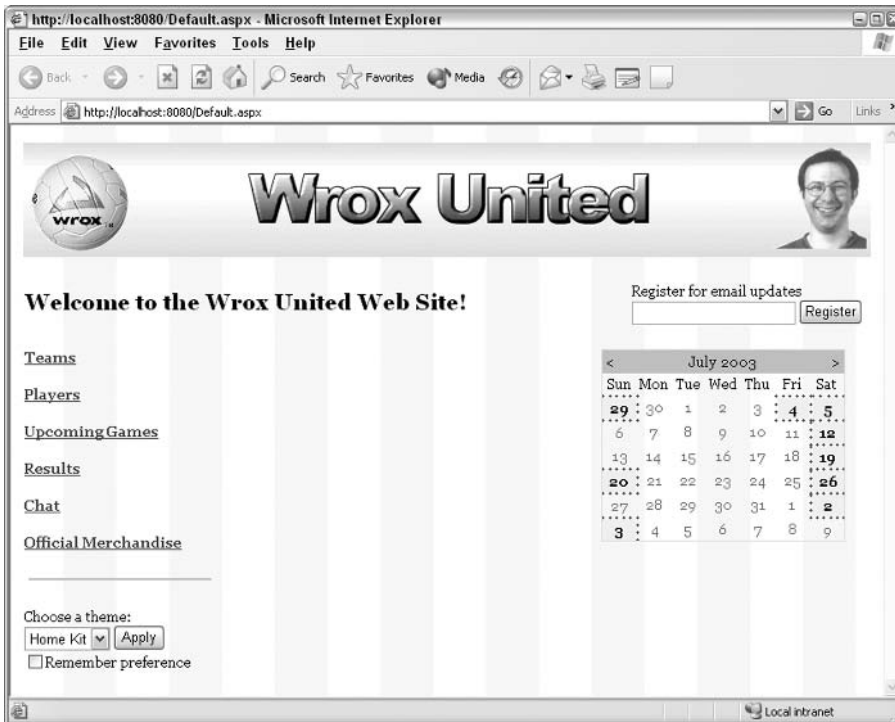 http://localhost:8080/Default.aspx - Microsoft Internet Explorer
File Edit View Favorites Tools Help
Back Search Favorites Media
Address http://localhost:8080/Default.aspx Go Links »
wrox
Wrox United
Welcome to the Wrox United Web Site!
Register for email updates
Register
Teams
Players
Upcoming Games
Results
Chat
Official Merchandise
Choose a theme:
Home Kit Apply
Remember preference
< July 2003 >
Sun Mon Tue Wed Thu Fri Sat
29 30 1 2 3 4 5
6 7 8 9 10 11 12
13 14 15 16 17 18 19
20 21 22 23 24 25 26
27 28 29 30 31 1 2
3 4 5 6 7 8 9
Local intranet